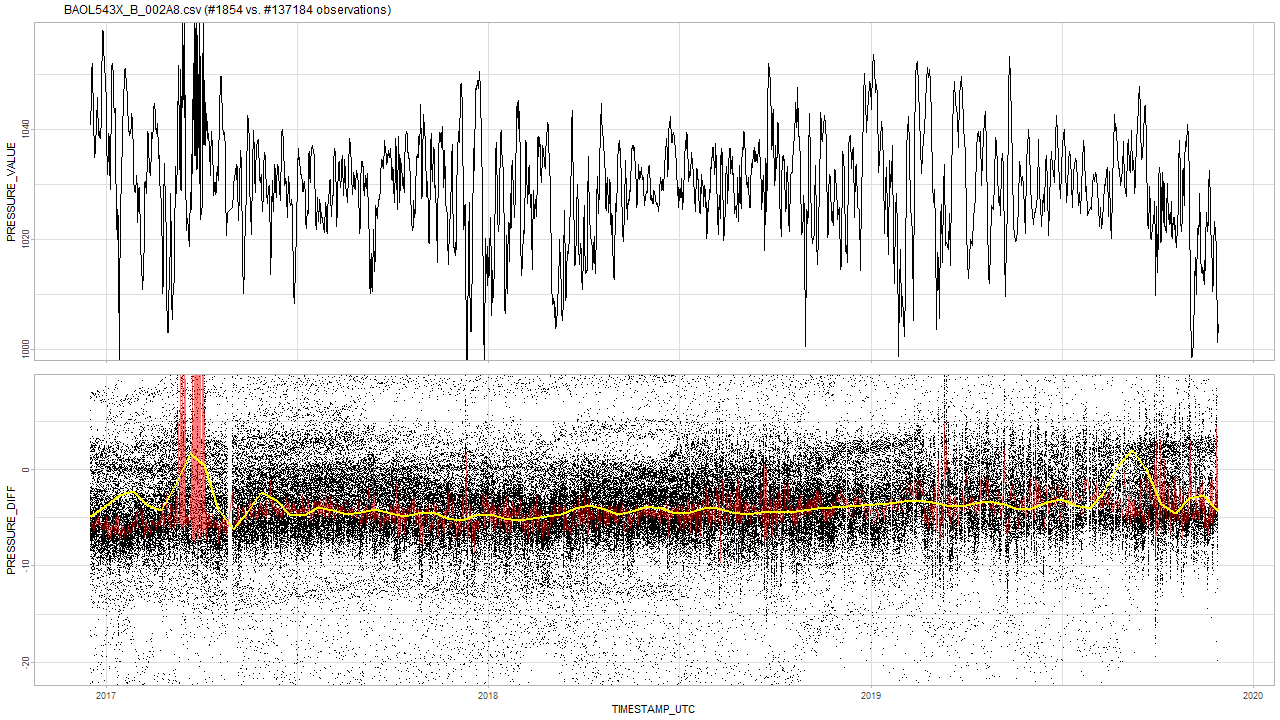 BAOL543X_B_002A8.csv (#1854 vs. #137184 observations)
PRESSURE_VALUE
1040
1020
1000
PRESSURE_DIFF
0
-10
-20
2017
2018
2019
2020
TIMESTAMP_UTC